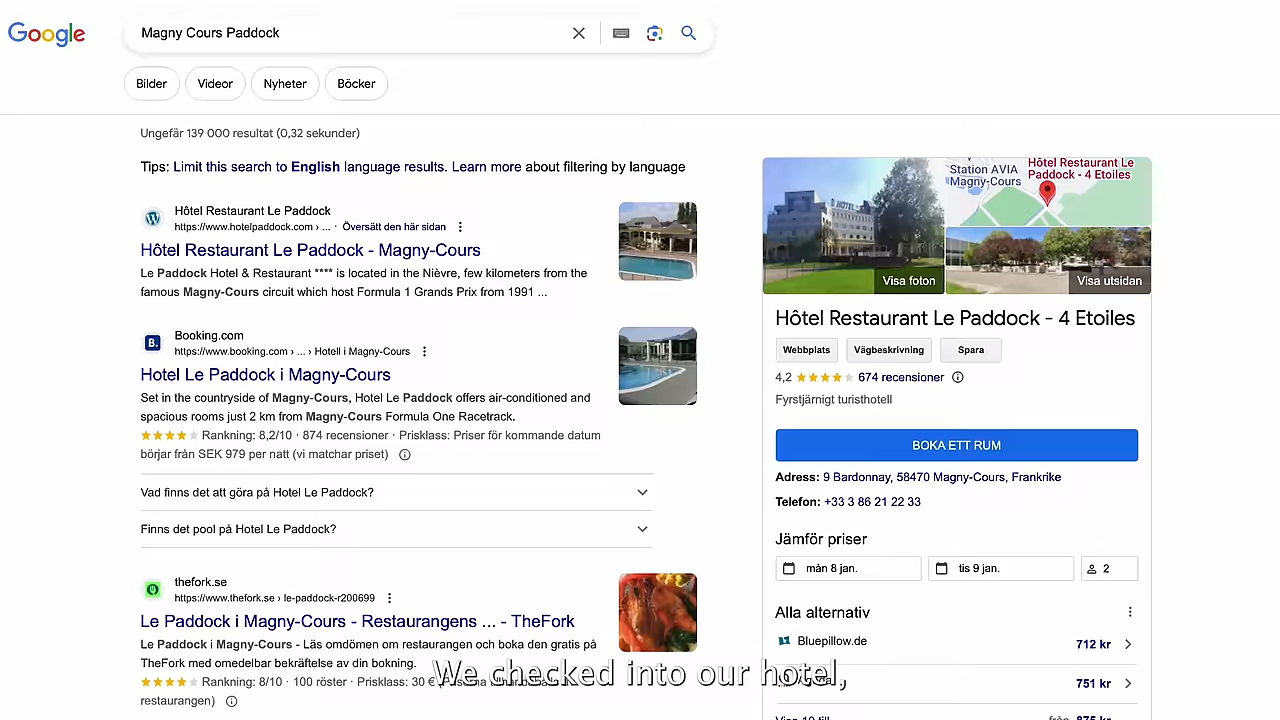 Google
Magny Cours Paddock
Bilder
Videor
Nyheter
Böcker
Ungefär 139 000 resultat (0,32 sekunder)
Tips: Limit this search to English language results. Learn more about filtering by language
Hôtel Restaurant Le Paddock
https://www.hotelpaddock.com › ... · Översätt den här sidan
Hôtel Restaurant Le Paddock - Magny-Cours
Le Paddock Hotel & Restaurant **** is located in the Nièvre, few kilometers from the
famous Magny-Cours circuit which host Formula 1 Grands Prix from 1991 ...
B.
Booking.com
https://www.booking.com › ... › Hotell i Magny-Cours
Hotel Le Paddock i Magny-Cours
Set in the countryside of Magny-Cours, Hotel Le Paddock offers air-conditioned and
spacious rooms just 2 km from Magny-Cours Formula One Racetrack.
Rankning: 8,2/10 · 874 recensioner · Prisklass: Priser för kommande datum
börjar från SEK 979 per natt (vi matchar priset)
Vad finns det att göra på Hotel Le Paddock?
Finns det pool på Hotel Le Paddock?
thefork.se
https://www.thefork.se › le-paddock-r200699
Le Paddock i Magny-Cours - Restaurangens ... - TheFork
Le Paddock i Magny-Cours - Läs omdömen om restaurangen och boka den gratis på
TheFork med omedelbar bekräftelse av din bokning.
Rankning: 8/10 · 100 röster · Prisklass: 30 €
restaurangen)
Station AVIA
Magny-Cours
Hôtel Restaurant Le
Paddock - 4 Etoiles
HOTEL
Visa foton
Visa utsidan
Hôtel Restaurant Le Paddock - 4 Etoiles
Webbplats
Vägbeskrivning
Spara
4,2
674 recensioner
Fyrstjärnigt turisthotell
BOKA ETT RUM
Adress: 9 Bardonnay, 58470 Magny-Cours, Frankrike
Telefon: +33 3 86 21 22 33
Jämför priser
mån 8 jan.
tis 9 jan.
2
Alla alternativ
Bluepillow.de
712 kr
751 kr
från 875 kr
We checked into our hotel,